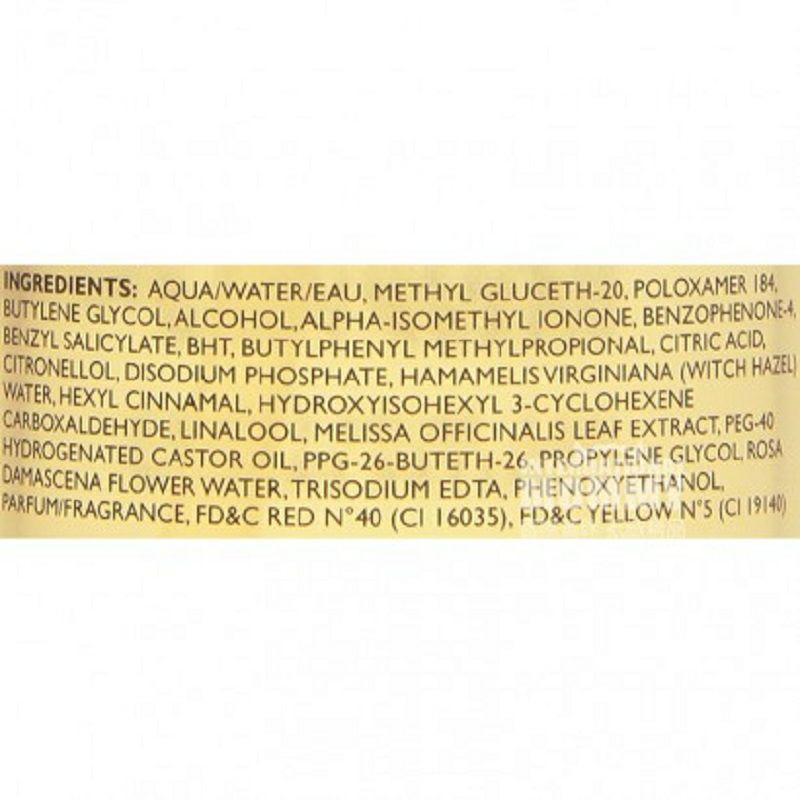 INGREDIENTS: AQUA/WATER/EAU, METHYL GLUCETH-20, POLOXAMER 184,
BUTYLENE GLYCOL, ALCOHOL, ALPHA-ISOMETHYL IONONE, BENZOPHENONE-4,
BENZYL SALICYLATE, BHT, BUTYLPHENYL METHYLPROPIONAL, CITRIC ACID,
CITRONELLOL, DISODIUM PHOSPHATE, HAMAMELIS VIRGINIANA (WITCH HAZEL)
WATER, HEXYL CINNAMAL, HYDROXYISOHEXYL 3-CYCLOHEXENE
CARBOXALDEHYDE, LINALOOL, MELISSA OFFICINALIS LEAF EXTRACT, PEG-40
HYDROGENATED CASTOR OIL, PPG-26-BUTETH-26, PROPYLENE GLYCOL, ROSA
DAMASCENA FLOWER WATER, TRISODIUM EDTA, PHENOXYETHANOL,
PARFUM/FRAGRANCE, FD&C RED N°40 (CI 16035), FD&C YELLOW N°5 (CI 19140)